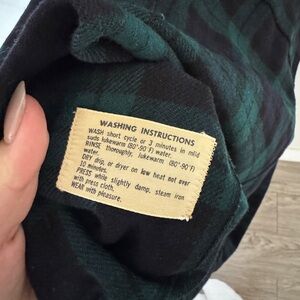 WASHING INSTRUCTIONS
WASH short cycle or 3 minutes in mild
suds lukewarm (80°-90°F) water.
RINSE thoroughly, lukewarm (80°-90°F)
water.
DRY drip, or dryer on low heat not over
10 minutes.
PRESS while slightly damp, steam iron
with press cloth.
WEAR with pleasure.